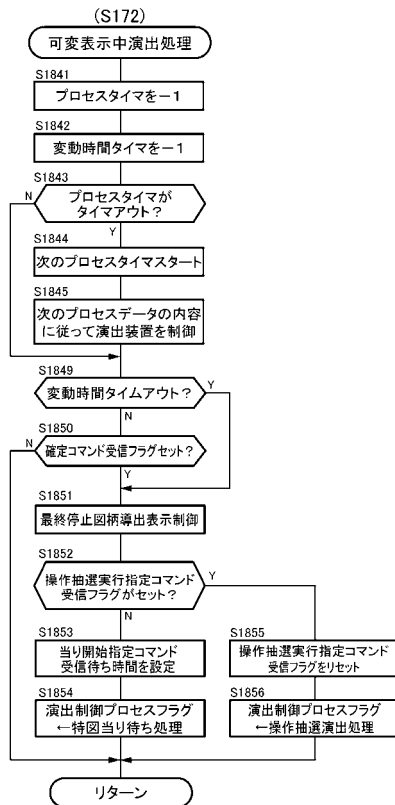 (S172)
可変表示中演出処理
S1841
プロセスタイマを－1
S1842
変動時間タイマを－1
S1843
N
プロセスタイマが
タイマアウト？
Y
S1844
次のプロセスタイマスタート
S1845
次のプロセスデータの内容
に従って演出装置を制御
S1849
変動時間タイムアウト？
Y
N
S1850
N
確定コマンド受信フラグセット？
Y
S1851
最終停止図柄導出表示制御
S1852
操作抽選実行指定コマンド
受信フラグがセット？
Y
N
S1853
当り開始指定コマンド
受信待ち時間を設定
S1854
演出制御プロセスフラグ
←特図当り待ち処理
S1855
操作抽選実行指定コマンド
受信フラグをリセット
S1856
演出制御プロセスフラグ
←操作抽選演出処理
リターン